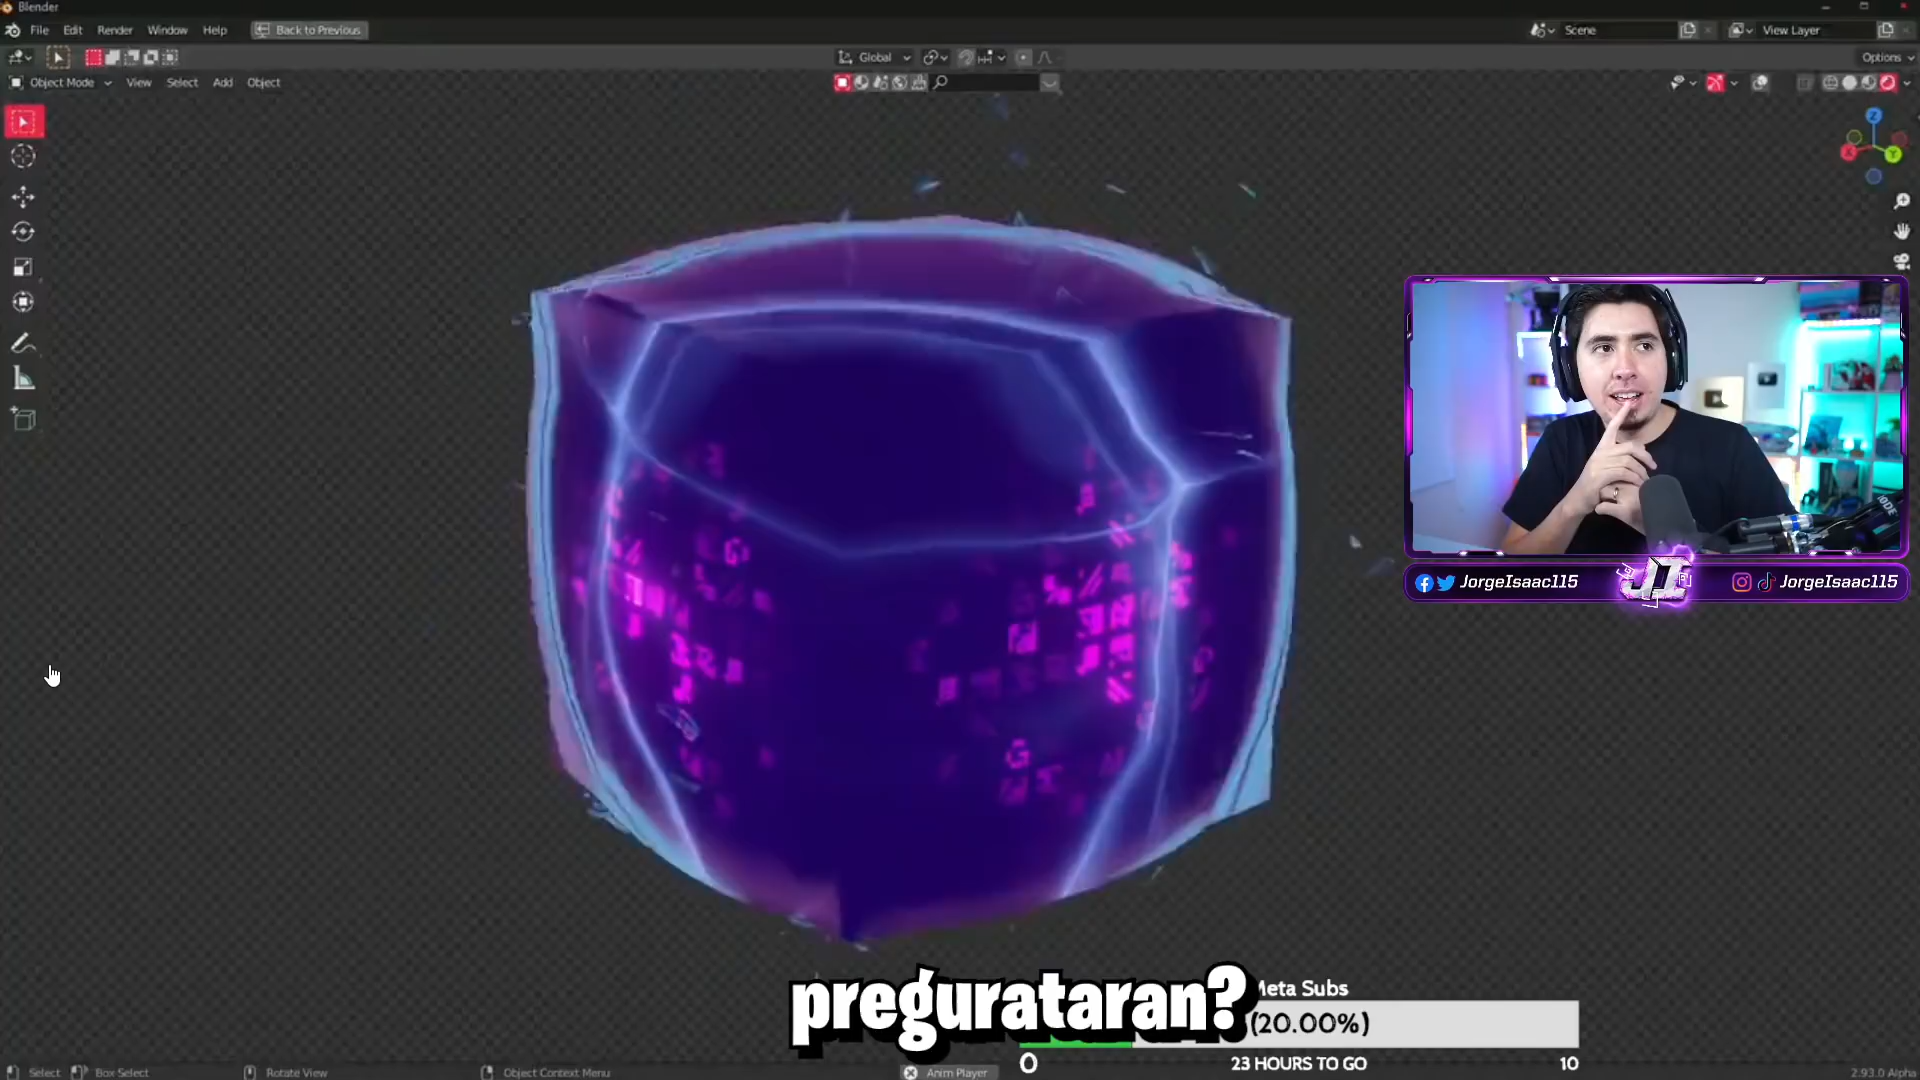 Blender
File Edit Render Window Help Back to Previous Scene View Layer
Global Options
Object Mode View Select Add Object
Z
X Y
JorgeIsaac115 JI JorgeIsaac115
pregurataran?
Meta Subs
(20.00%)
0 23 HOURS TO GO 10
Select Box Select Rotate View Object Context Menu Anim Player 2.93.0 Alpha